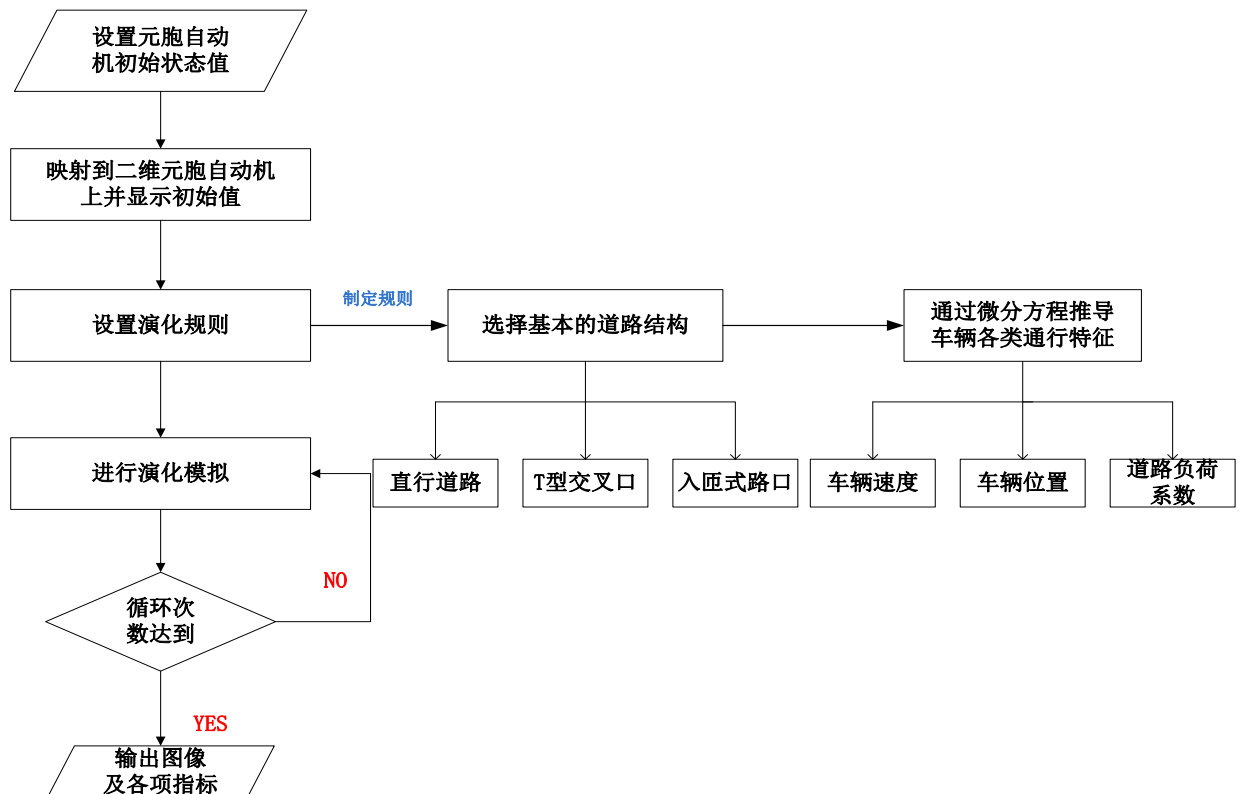 设置元胞自动
机初始状态值
映射到二维元胞自动机
上并显示初始值
设置演化规则
制定规则
选择基本的道路结构
通过微分方程推导
车辆各类通行特征
进行演化模拟
直行道路
T型交叉口
入匝式路口
车辆速度
车辆位置
道路负荷
系数
NO
循环次
数达到
YES
输出图像
及各项指标